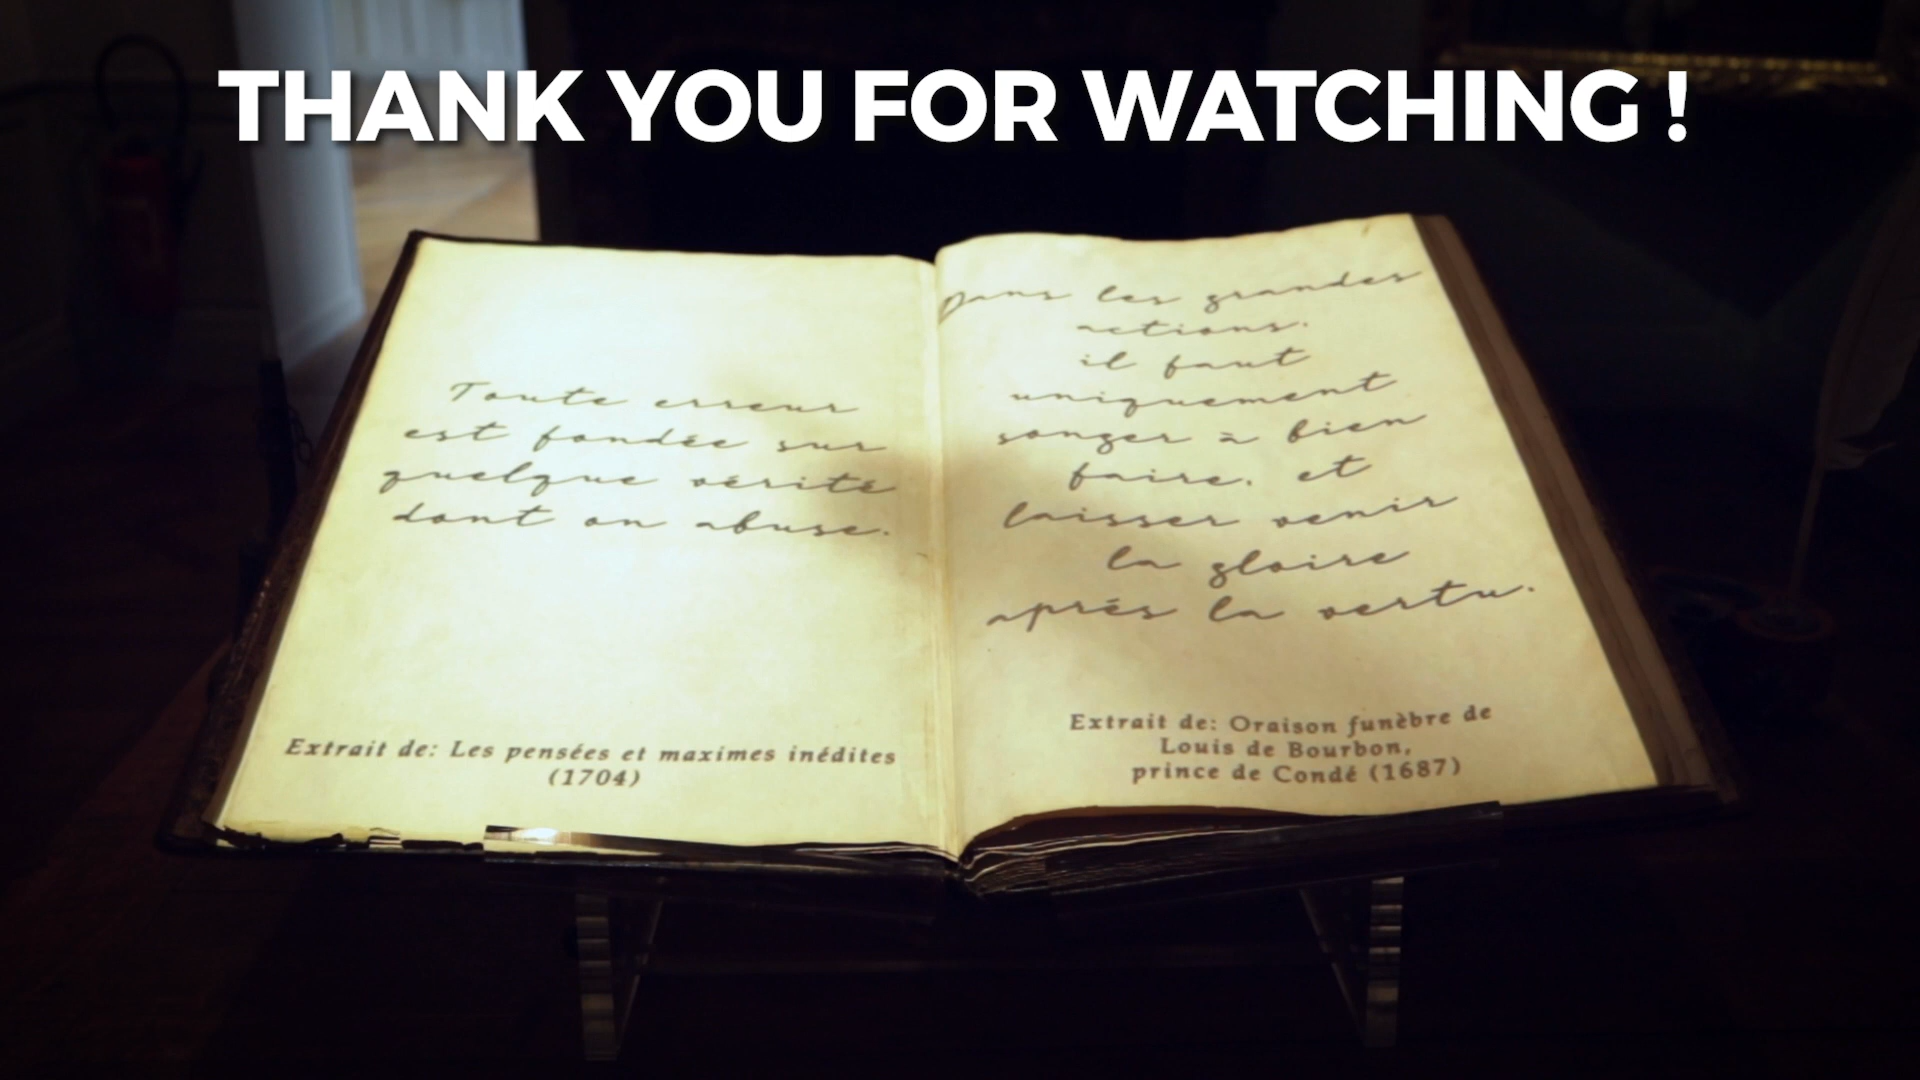 THANK YOU FOR WATCHING !
Toute erreur
est fondée sur
quelque vérité
dont on abuse.
Extrait de: Les pensées et maximes inédites
(1704)
Dans les grandes
actions.
il faut
uniquement
songer à bien
faire. et
laisser venir
la gloire
après la vertu.
Extrait de: Oraison funèbre de
Louis de Bourbon,
prince de Condé (1687)